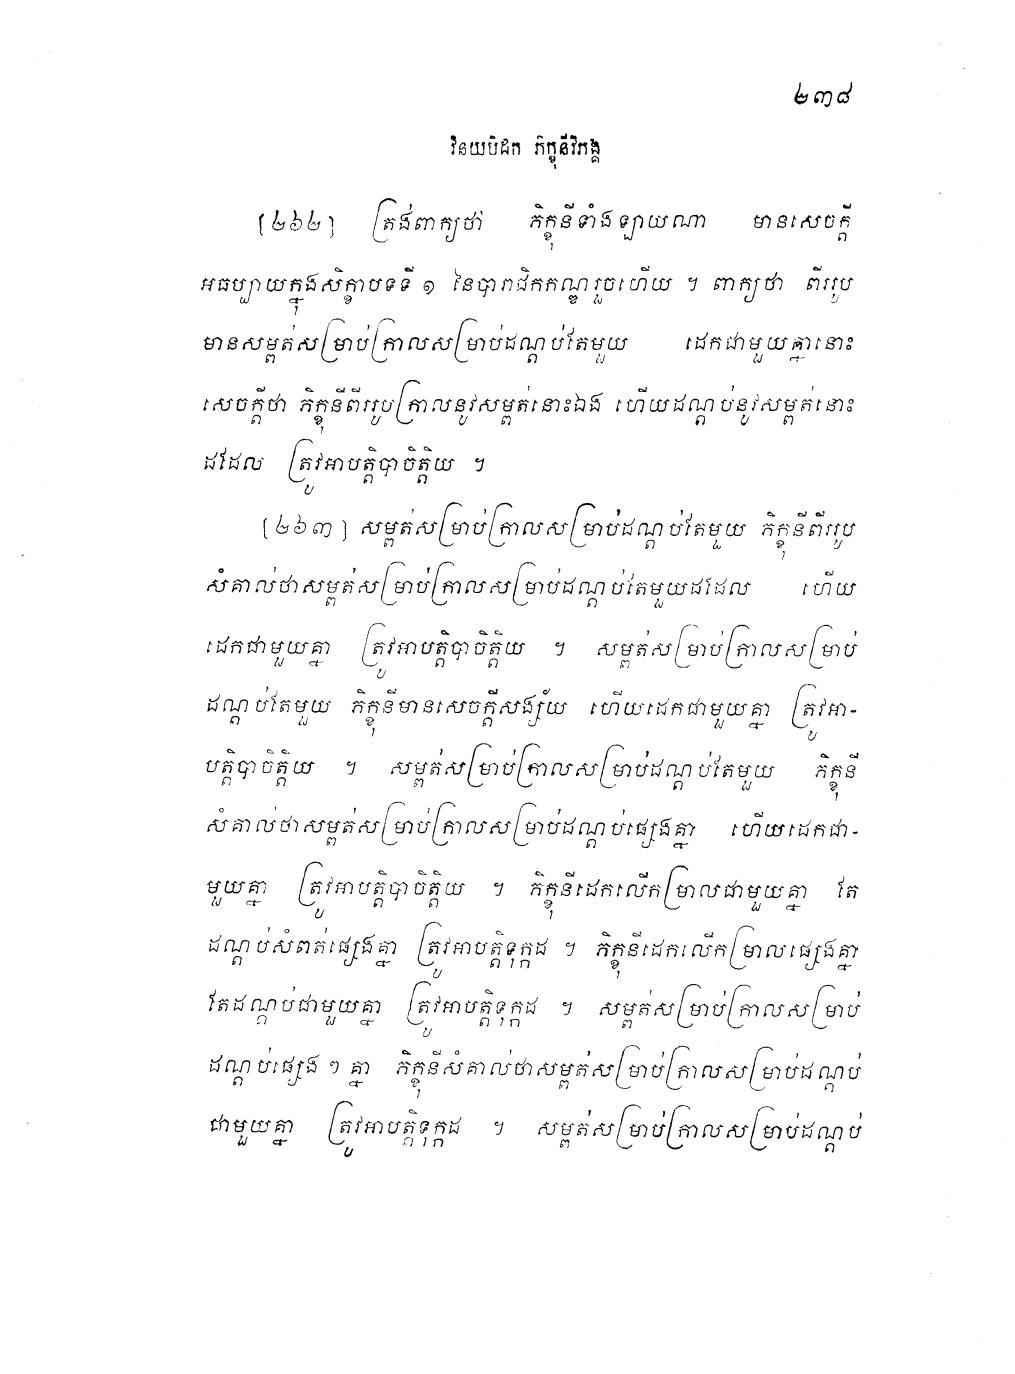 ២៣៨
វិនយបិដក ភិក្ខុនីវិភង្គ
[២៦២] ត្រង់ពាក្យថា ភិក្ខុនីទាំងឡាយណា មានសេចក្តី
អធប្បាយក្នុងសិក្ខាបទទី ១ នៃបារាជិកកណ្ឌរួចហើយ ។ ពាក្យថា ពីររូប
មានសម្ពត់សម្រាប់ក្រាលសម្រាប់ដណ្តប់តែមួយ ដេកជាមួយគ្នានោះ
សេចក្តីថា ភិក្ខុនីពីររូបក្រាលនូវសម្ពត់នោះឯង ហើយដណ្តប់នូវសម្ពត់នោះ
ដដែល ត្រូវអាបត្តិបាចិត្តិយ ។
[២៦៣] សម្ពត់សម្រាប់ក្រាលសម្រាប់ដណ្តប់តែមួយ ភិក្ខុនីពីររូប
សំគាល់ថាសម្ពត់សម្រាប់ក្រាលសម្រាប់ដណ្តប់តែមួយដដែល ហើយ
ដេកជាមួយគ្នា ត្រូវអាបត្តិបាចិត្តិយ ។ សម្ពត់សម្រាប់ក្រាលសម្រាប់
ដណ្តប់តែមួយ ភិក្ខុនីមានសេចក្តីសង្ស័យ ហើយដេកជាមួយគ្នា ត្រូវអា-
បត្តិបាចិត្តិយ ។ សម្ពត់សម្រាប់ក្រាលសម្រាប់ដណ្តប់តែមួយ ភិក្ខុនី
សំគាល់ថាសម្ពត់សម្រាប់ក្រាលសម្រាប់ដណ្តប់ផ្សេងគ្នា ហើយដេកជា-
មួយគ្នា ត្រូវអាបត្តិបាចិត្តិយ ។ ភិក្ខុនីដេកលើកម្រាលជាមួយគ្នា តែ
ដណ្តប់សំពត់ផ្សេងគ្នា ត្រូវអាបត្តិទុក្កដ ។ ភិក្ខុនីដេកលើកម្រាលផ្សេងគ្នា
តែដណ្តប់ជាមួយគ្នា ត្រូវអាបត្តិទុក្កដ ។ សម្ពត់សម្រាប់ក្រាលសម្រាប់
ដណ្តប់ផ្សេង ៗ គ្នា ភិក្ខុនីសំគាល់ថាសម្ពត់សម្រាប់ក្រាលសម្រាប់ដណ្តប់
ជាមួយគ្នា ត្រូវអាបត្តិទុក្កដ ។ សម្ពត់សម្រាប់ក្រាលសម្រាប់ដណ្តប់